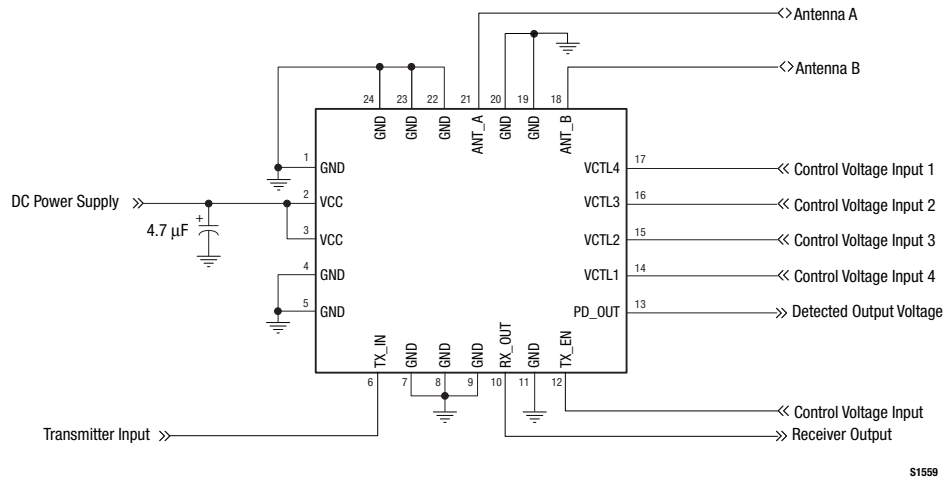 Antenna A
Antenna B
24 23 22 21 20 19 18
GND GND GND ANT_A GND GND ANT_B
1 GND
DC Power Supply
2 VCC
+
4.7 µF
3 VCC
4 GND
5 GND
VCTL4 17 Control Voltage Input 1
VCTL3 16 Control Voltage Input 2
VCTL2 15 Control Voltage Input 3
VCTL1 14 Control Voltage Input 4
PD_OUT 13 Detected Output Voltage
TX_IN GND GND GND RX_OUT GND TX_EN
6 7 8 9 10 11 12
Control Voltage Input
Transmitter Input
Receiver Output
S1559